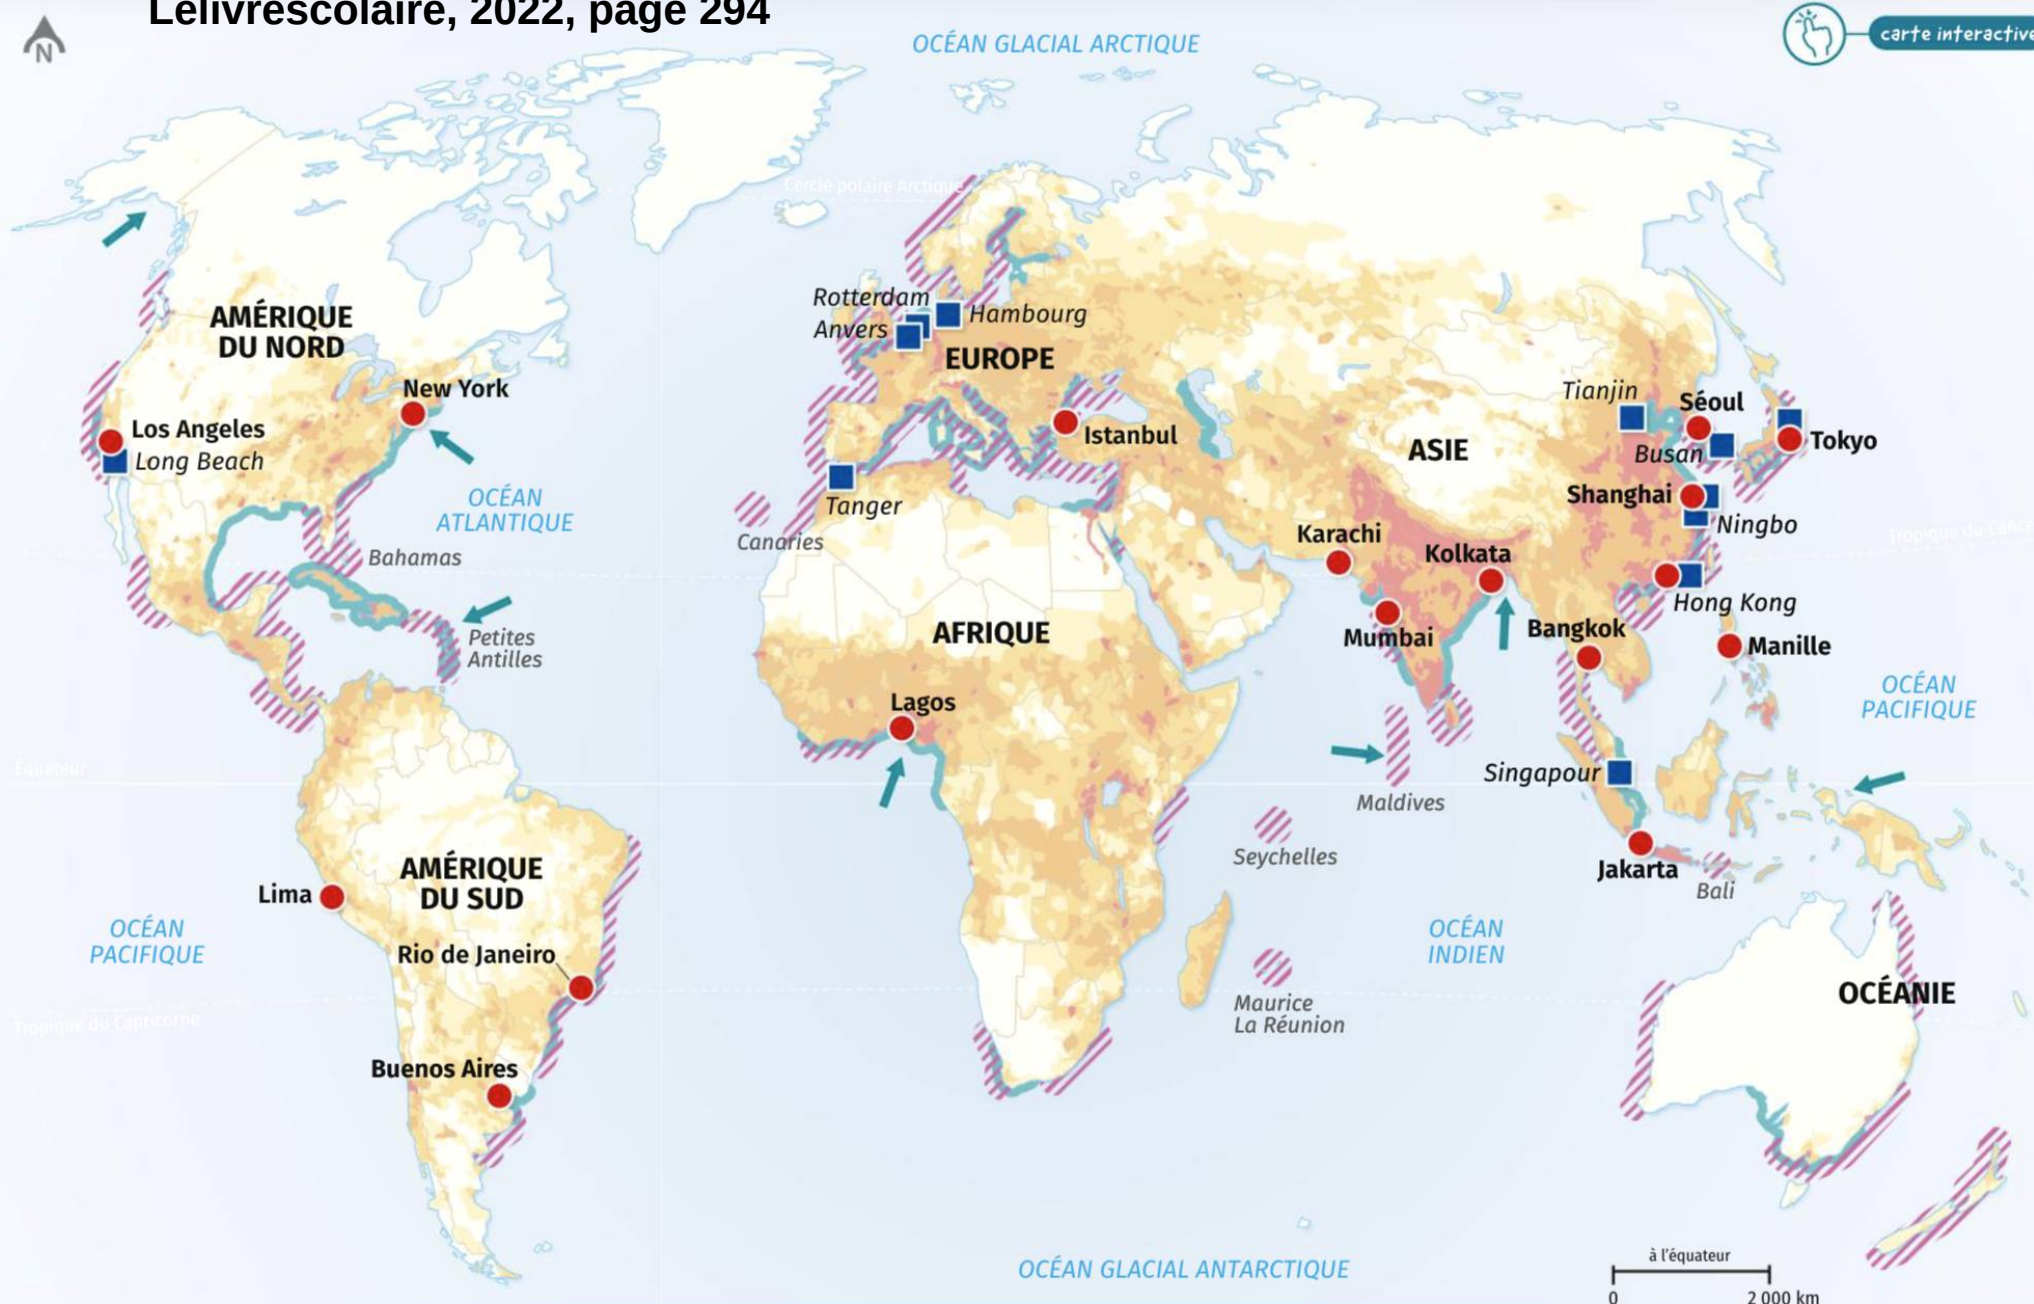 Lelivrescolaire, 2022, page 294
N
OCÉAN GLACIAL ARCTIQUE
carte interactive
Cercle polaire Arctique
AMÉRIQUE
DU NORD
Rotterdam
Anvers
Hambourg
EUROPE
New York
Los Angeles
Long Beach
Istanbul
ASIE
Tianjin
Séoul
Busan
Tokyo
OCÉAN
ATLANTIQUE
Tanger
Canaries
Shanghai
Ningbo
Tropique du Cancer
Karachi
Kolkata
Bahamas
Petites
Antilles
AFRIQUE
Mumbai
Bangkok
Hong Kong
Manille
Lagos
OCÉAN
PACIFIQUE
Équateur
Singapour
Maldives
Seychelles
Jakarta
Bali
Lima
AMÉRIQUE
DU SUD
OCÉAN
PACIFIQUE
Rio de Janeiro
OCÉAN
INDIEN
Maurice
La Réunion
OCÉANIE
Tropique du Capricorne
Buenos Aires
OCÉAN GLACIAL ANTARCTIQUE
à l'équateur
0
2 000 km